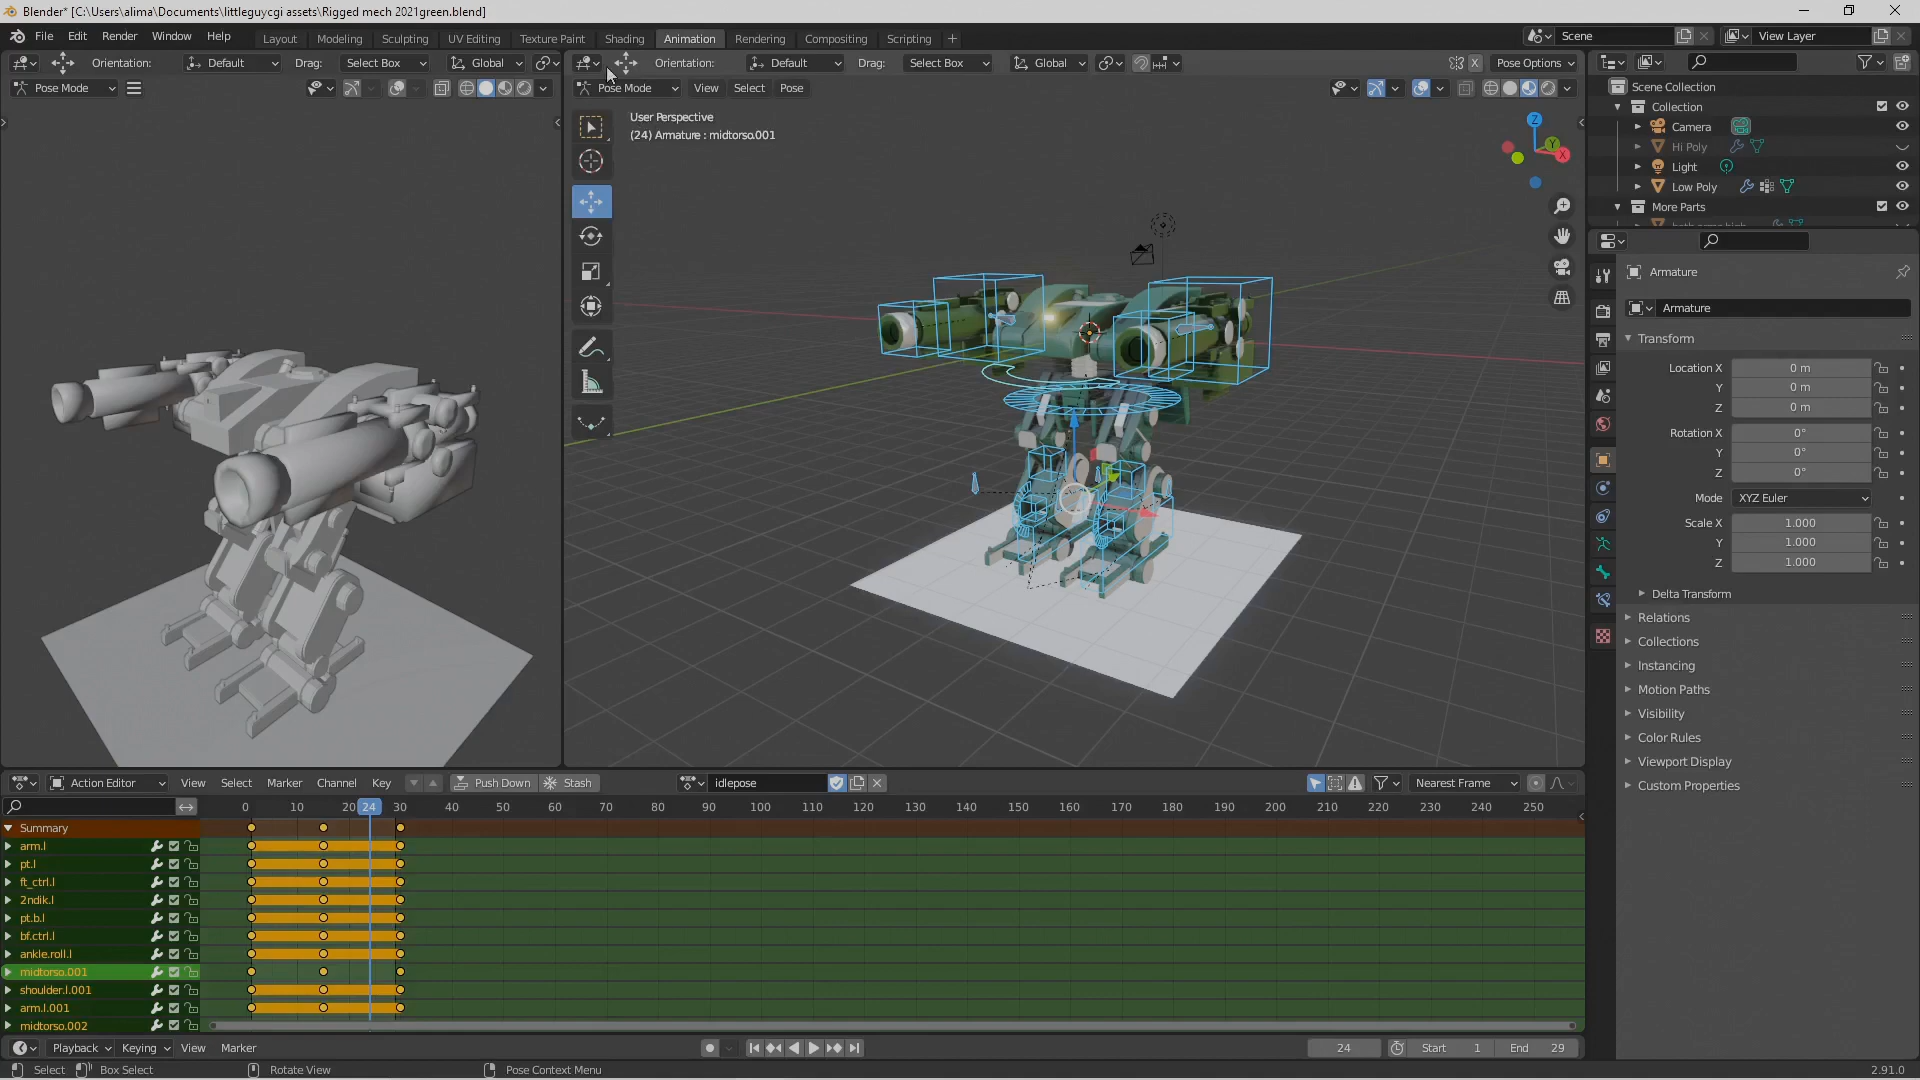 Blender* [C:\Users\alima\Documents\littleguycgi assets\Rigged mech 2021green.blend]
File Edit Render Window Help
Layout Modeling Sculpting UV Editing Texture Paint Shading Animation Rendering Compositing Scripting +
Scene View Layer
Orientation: Default Drag: Select Box Global
Orientation: Default Drag: Select Box Global X Pose Options
Pose Mode
Pose Mode View Select Pose
User Perspective
(24) Armature : midtorso.001
Z
Y
X
Scene Collection
Collection
Camera
Hi Poly
Light
Low Poly
More Parts
Armature
Armature
Transform
Location X 0 m
Y 0 m
Z 0 m
Rotation X 0°
Y 0°
Z 0°
Mode XYZ Euler
Scale X 1.000
Y 1.000
Z 1.000
Delta Transform
Relations
Collections
Instancing
Motion Paths
Visibility
Color Rules
Viewport Display
Custom Properties
Action Editor View Select Marker Channel Key Push Down Stash idlepose Nearest Frame
0 10 20 24 30 40 50 60 70 80 90 100 110 120 130 140 150 160 170 180 190 200 210 220 230 240 250
Summary
arm.l
pt.l
ft_ctrl.l
2ndik.l
pt.b.l
bf.ctrl.l
ankle.roll.l
midtorso.001
shoulder.l.001
arm.l.001
midtorso.002
Playback Keying View Marker 24 Start 1 End 29
Select Box Select Rotate View Pose Context Menu 2.91.0